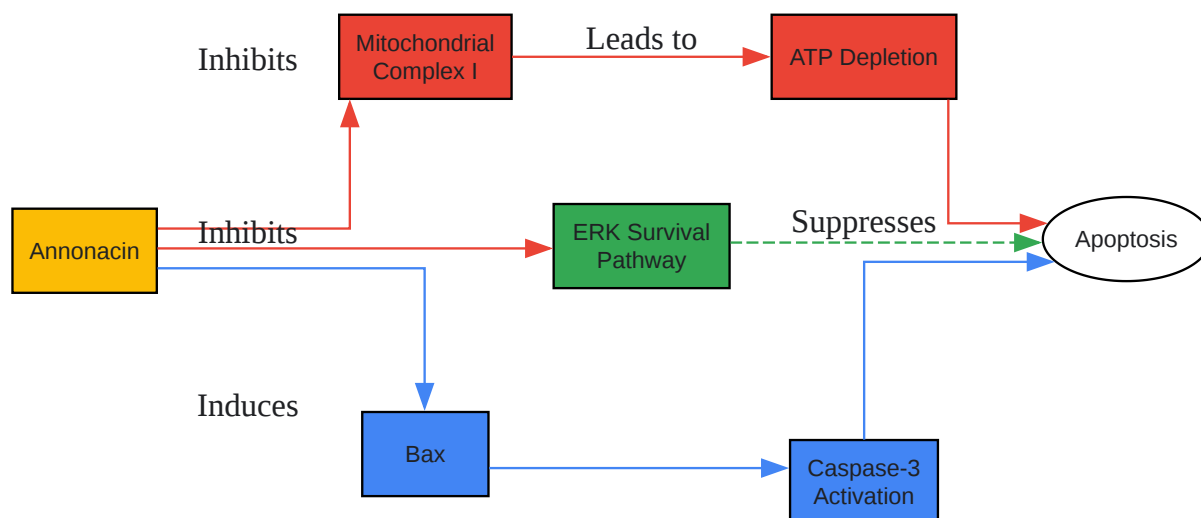 Inhibits
Mitochondrial
Complex I
Leads to
ATP Depletion
Annonacin
Inhibits
ERK Survival
Pathway
Suppresses
Apoptosis
Induces
Bax
Caspase-3
Activation